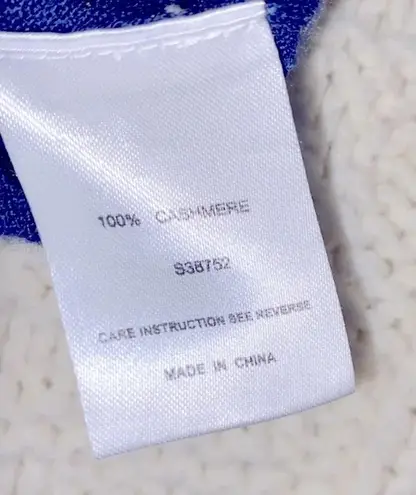 100% CASHMERE
S38752
CARE INSTRUCTION SEE REVERSE
MADE IN CHINA